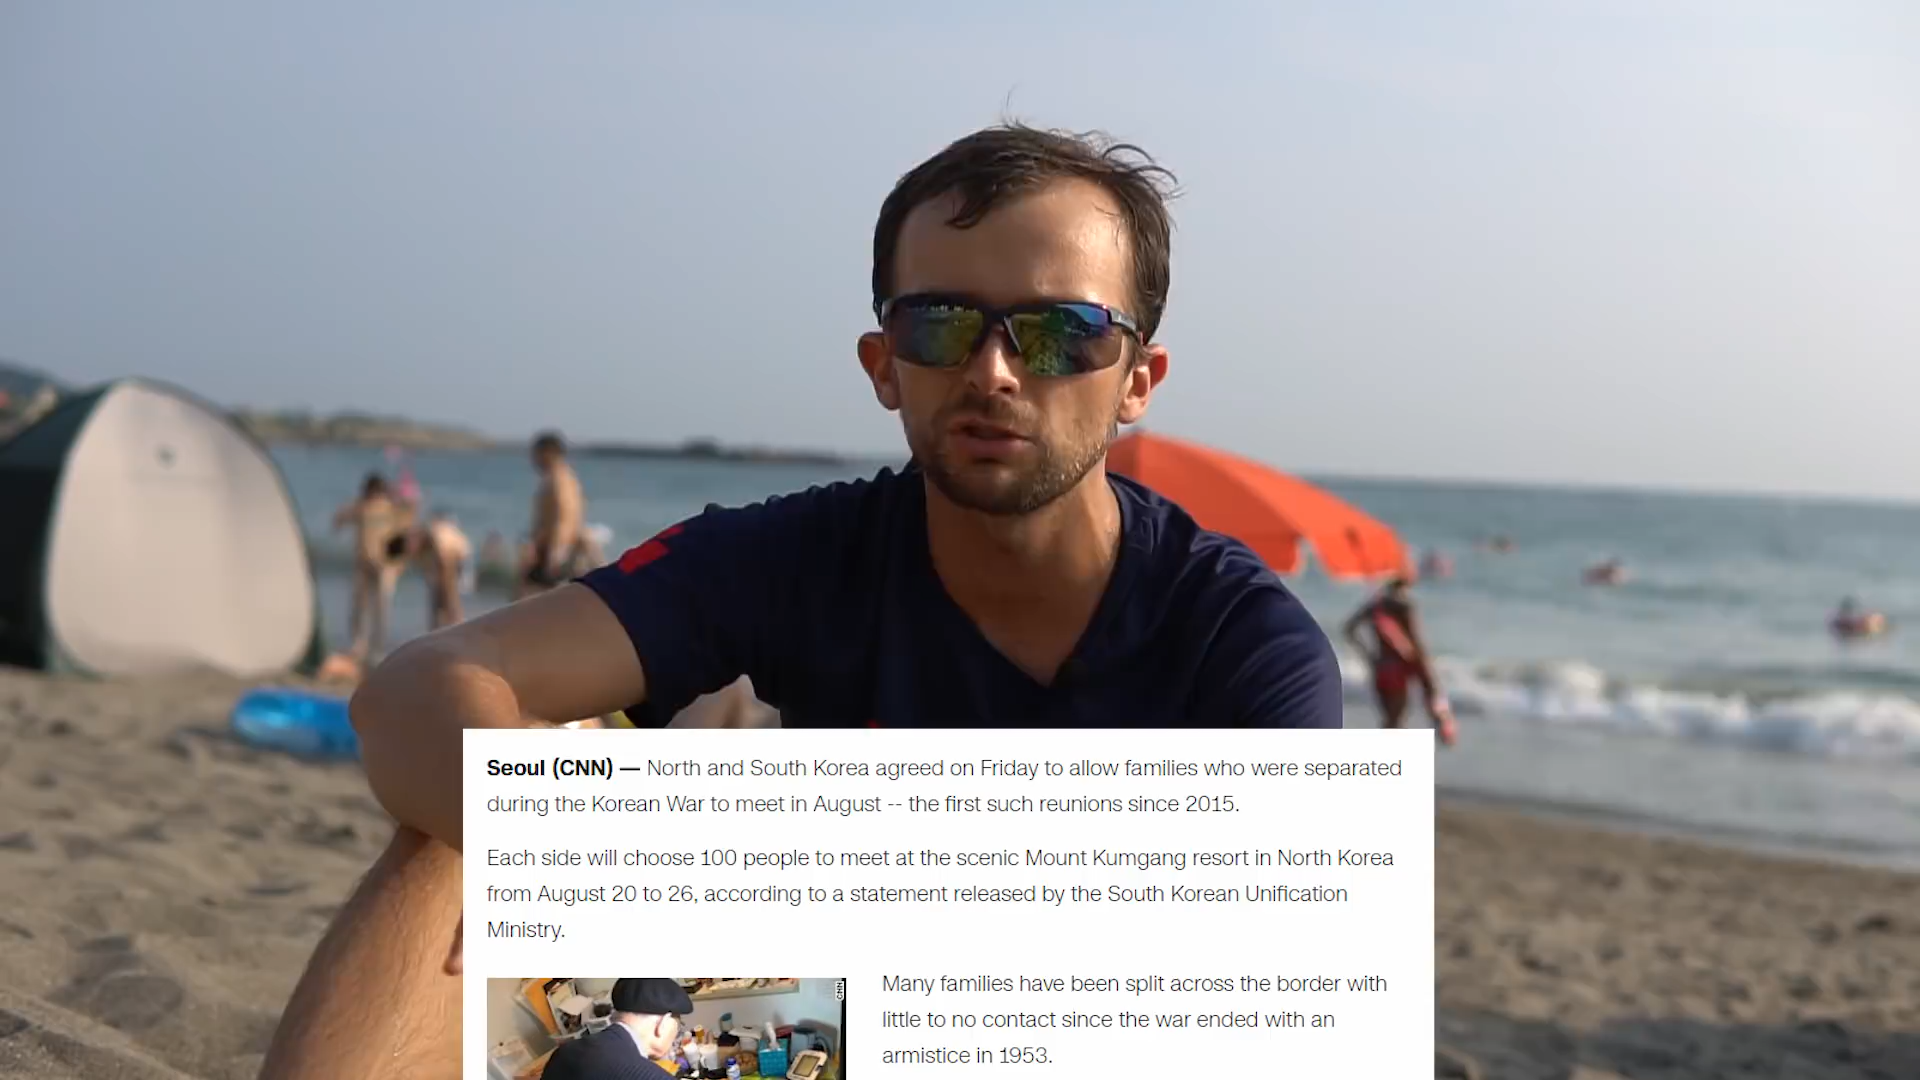 Seoul (CNN) — North and South Korea agreed on Friday to allow families who were separated
during the Korean War to meet in August -- the first such reunions since 2015.
Each side will choose 100 people to meet at the scenic Mount Kumgang resort in North Korea
from August 20 to 26, according to a statement released by the South Korean Unification
Ministry.
CNN
Many families have been split across the border with
little to no contact since the war ended with an
armistice in 1953.